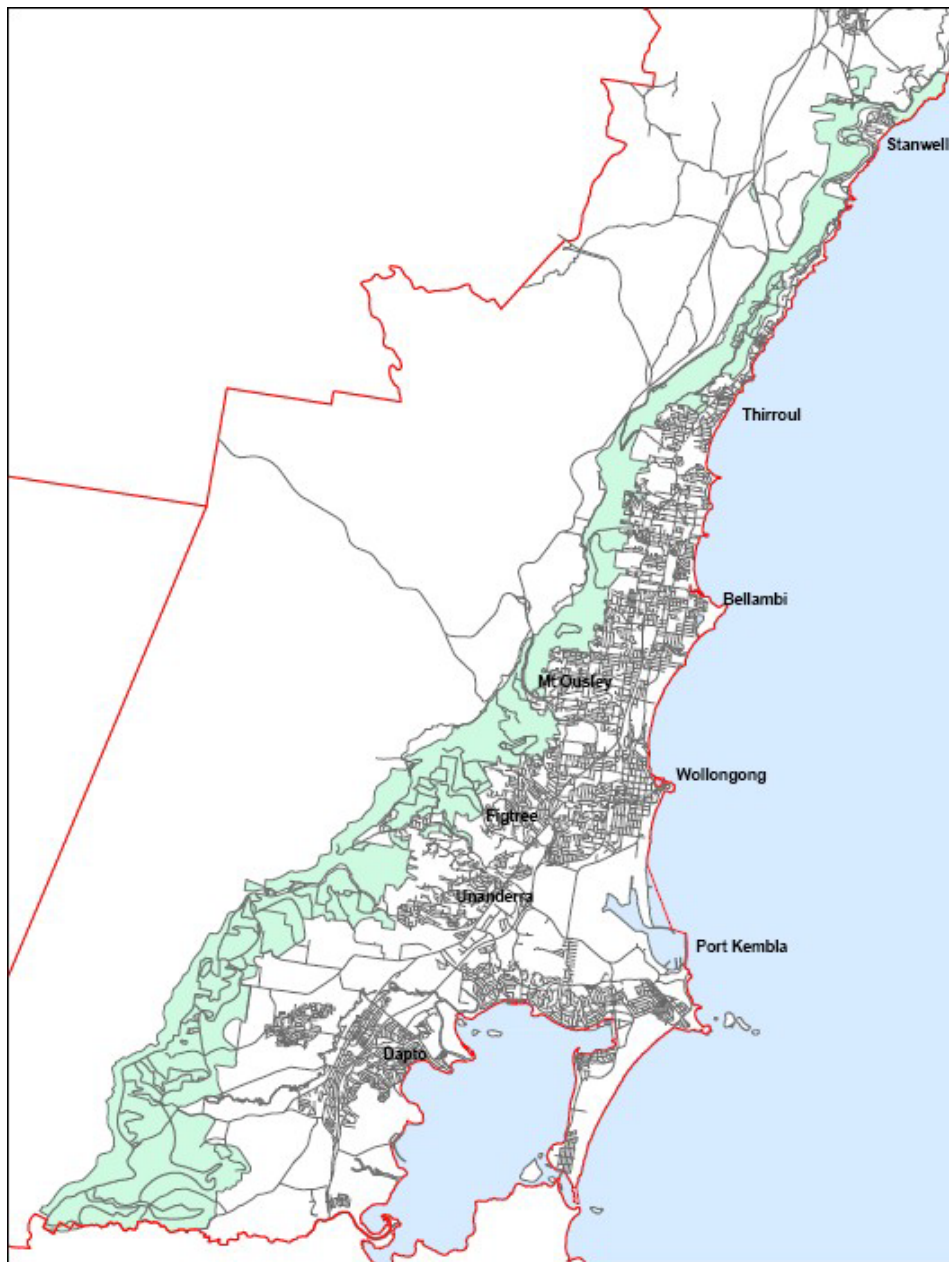 Stanwell
Thirroul
Bellambi
Mt Ousley
Wollongong
Figtree
Unanderra
Port Kembla
Dapto